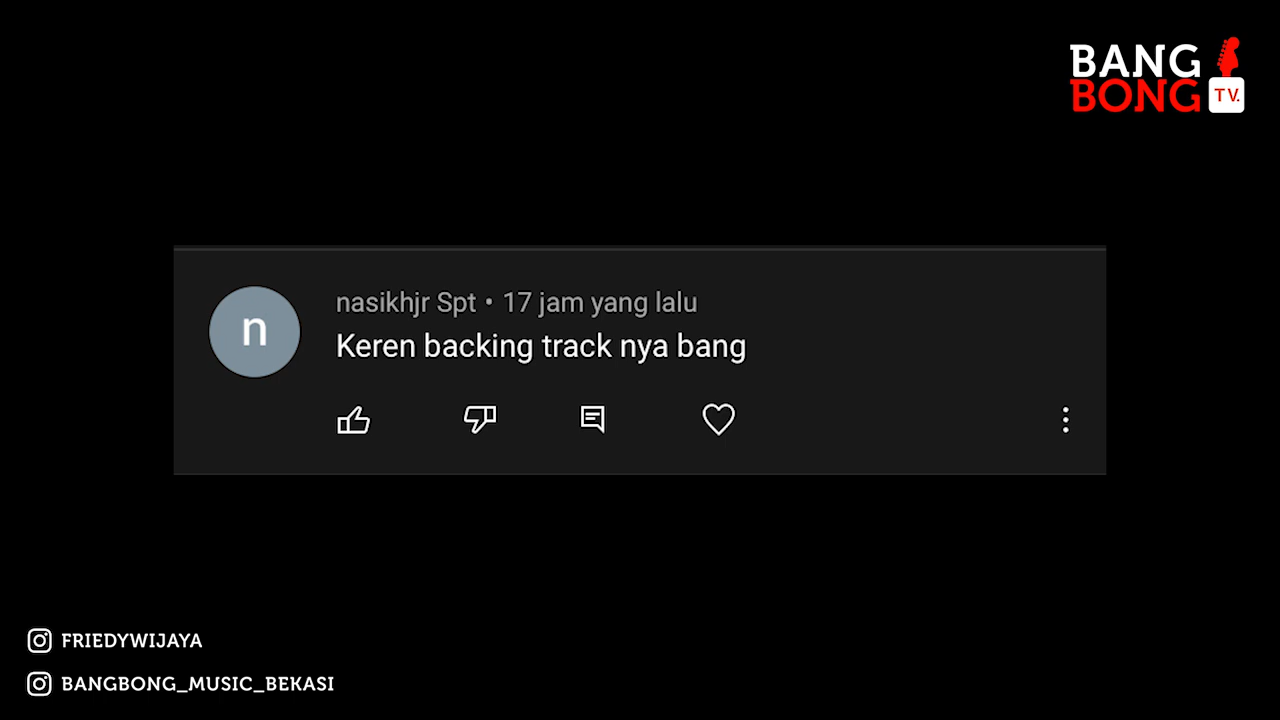 BANG
BONG TV.
nasikhjr Spt • 17 jam yang lalu
n
Keren backing track nya bang
FRIEDYWIJAYA
BANGBONG_MUSIC_BEKASI